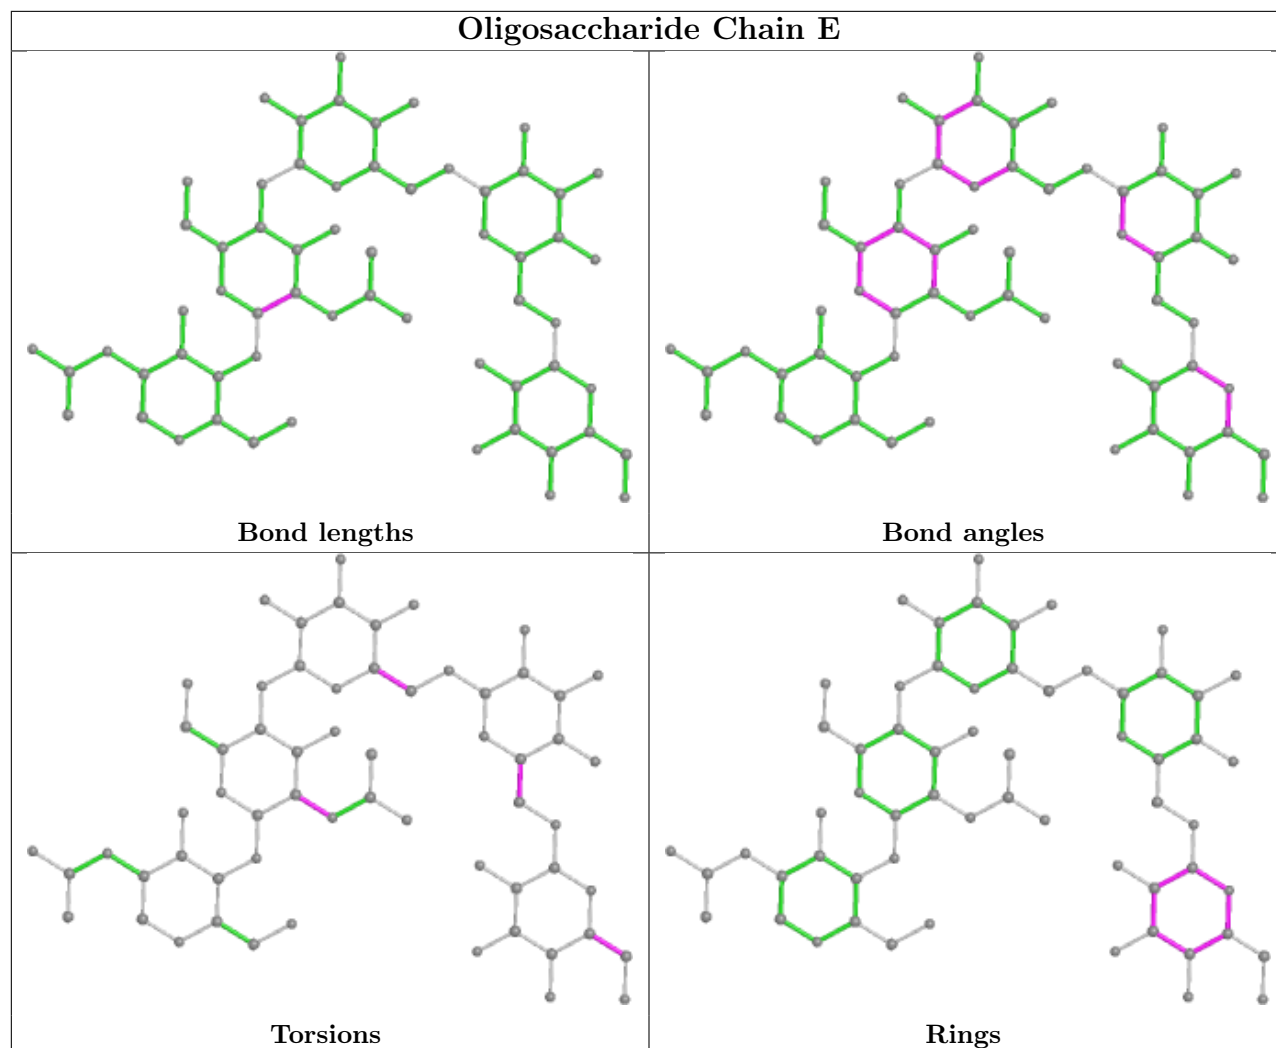 Oligosaccharide Chain E
Bond lengths
Bond angles
Torsions
Rings